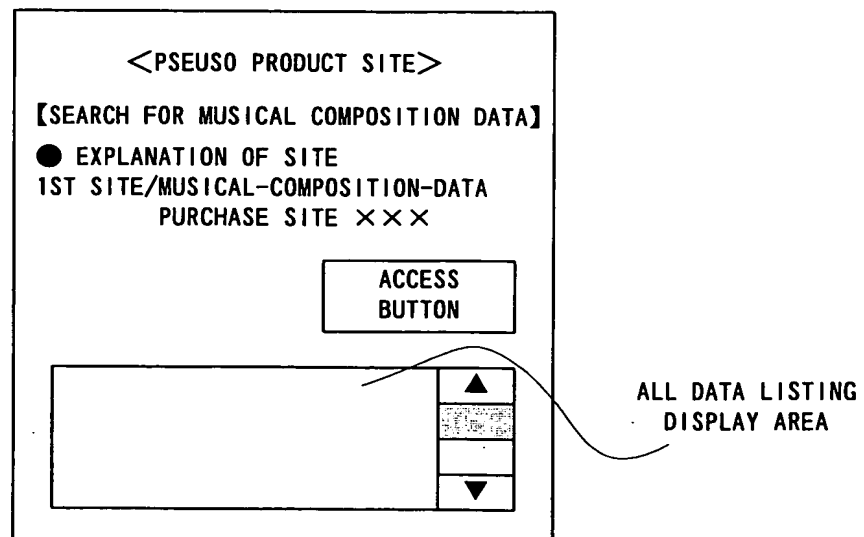 <PSEUSO PRODUCT SITE>
【SEARCH FOR MUSICAL COMPOSITION DATA】
● EXPLANATION OF SITE
1ST SITE/MUSICAL-COMPOSITION-DATA
PURCHASE SITE ×××
ACCESS
BUTTON
ALL DATA LISTING
DISPLAY AREA